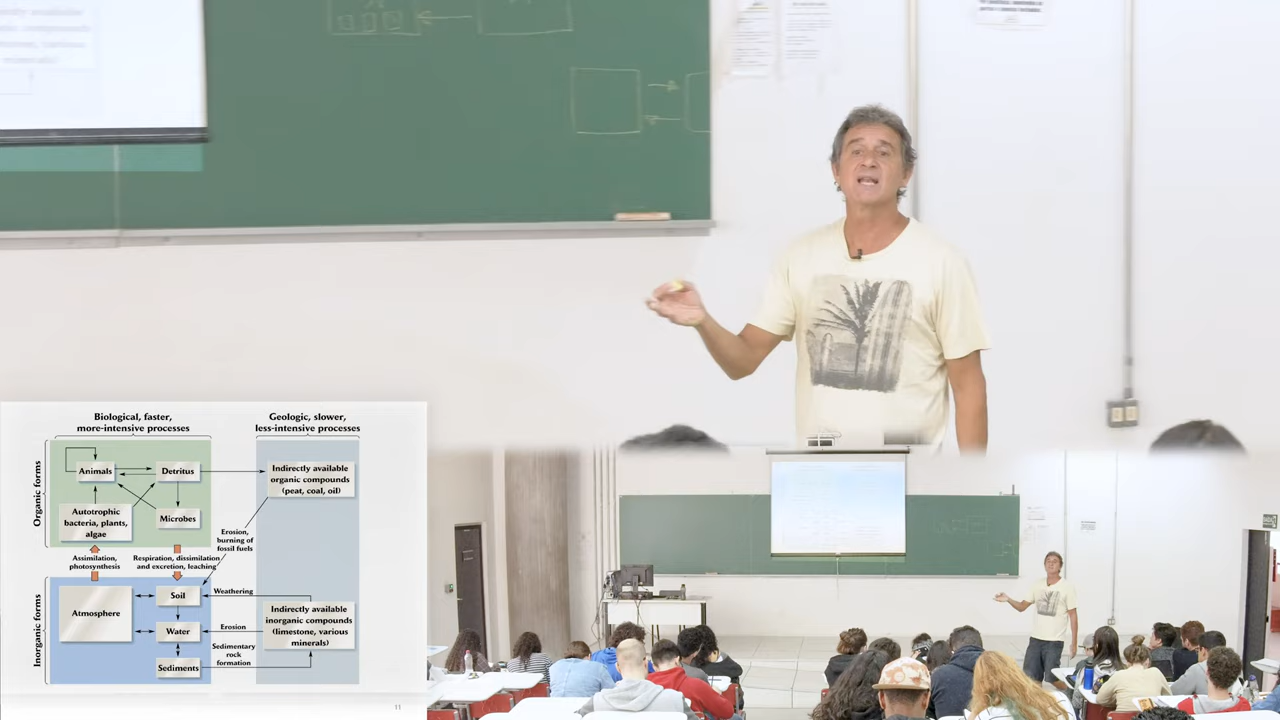 Biological, faster,
more-intensive processes
Geologic, slower,
less-intensive processes
Organic forms
Animals
Detritus
Indirectly available
organic compounds
(peat, coal, oil)
Autotrophic
bacteria, plants,
algae
Microbes
Erosion,
burning of
fossil fuels
Assimilation,
photosynthesis
Respiration, dissimilation
and excretion, leaching
Inorganic forms
Atmosphere
Soil
Weathering
Water
Erosion
Indirectly available
inorganic compounds
(limestone, various
minerals)
Sedimentary
rock
formation
Sediments
11